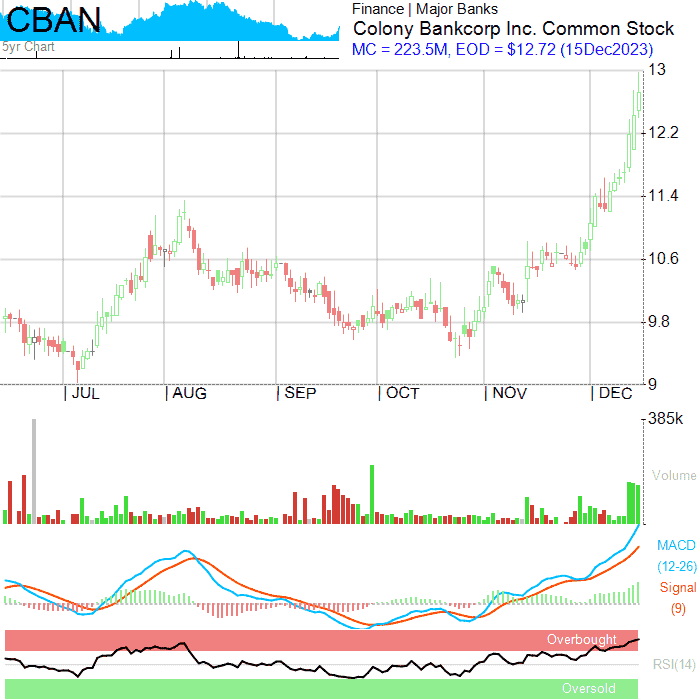 CBAN
5yr Chart
Finance | Major Banks
Colony Bankcorp Inc. Common Stock
MC = 223.5M, EOD = $12.72 (15Dec2023)
13
12.2
11.4
10.6
9.8
9
JUL AUG SEP OCT NOV DEC
385k
Volume
MACD
(12-26)
Signal
(9)
Overbought
RSI(14)
Oversold